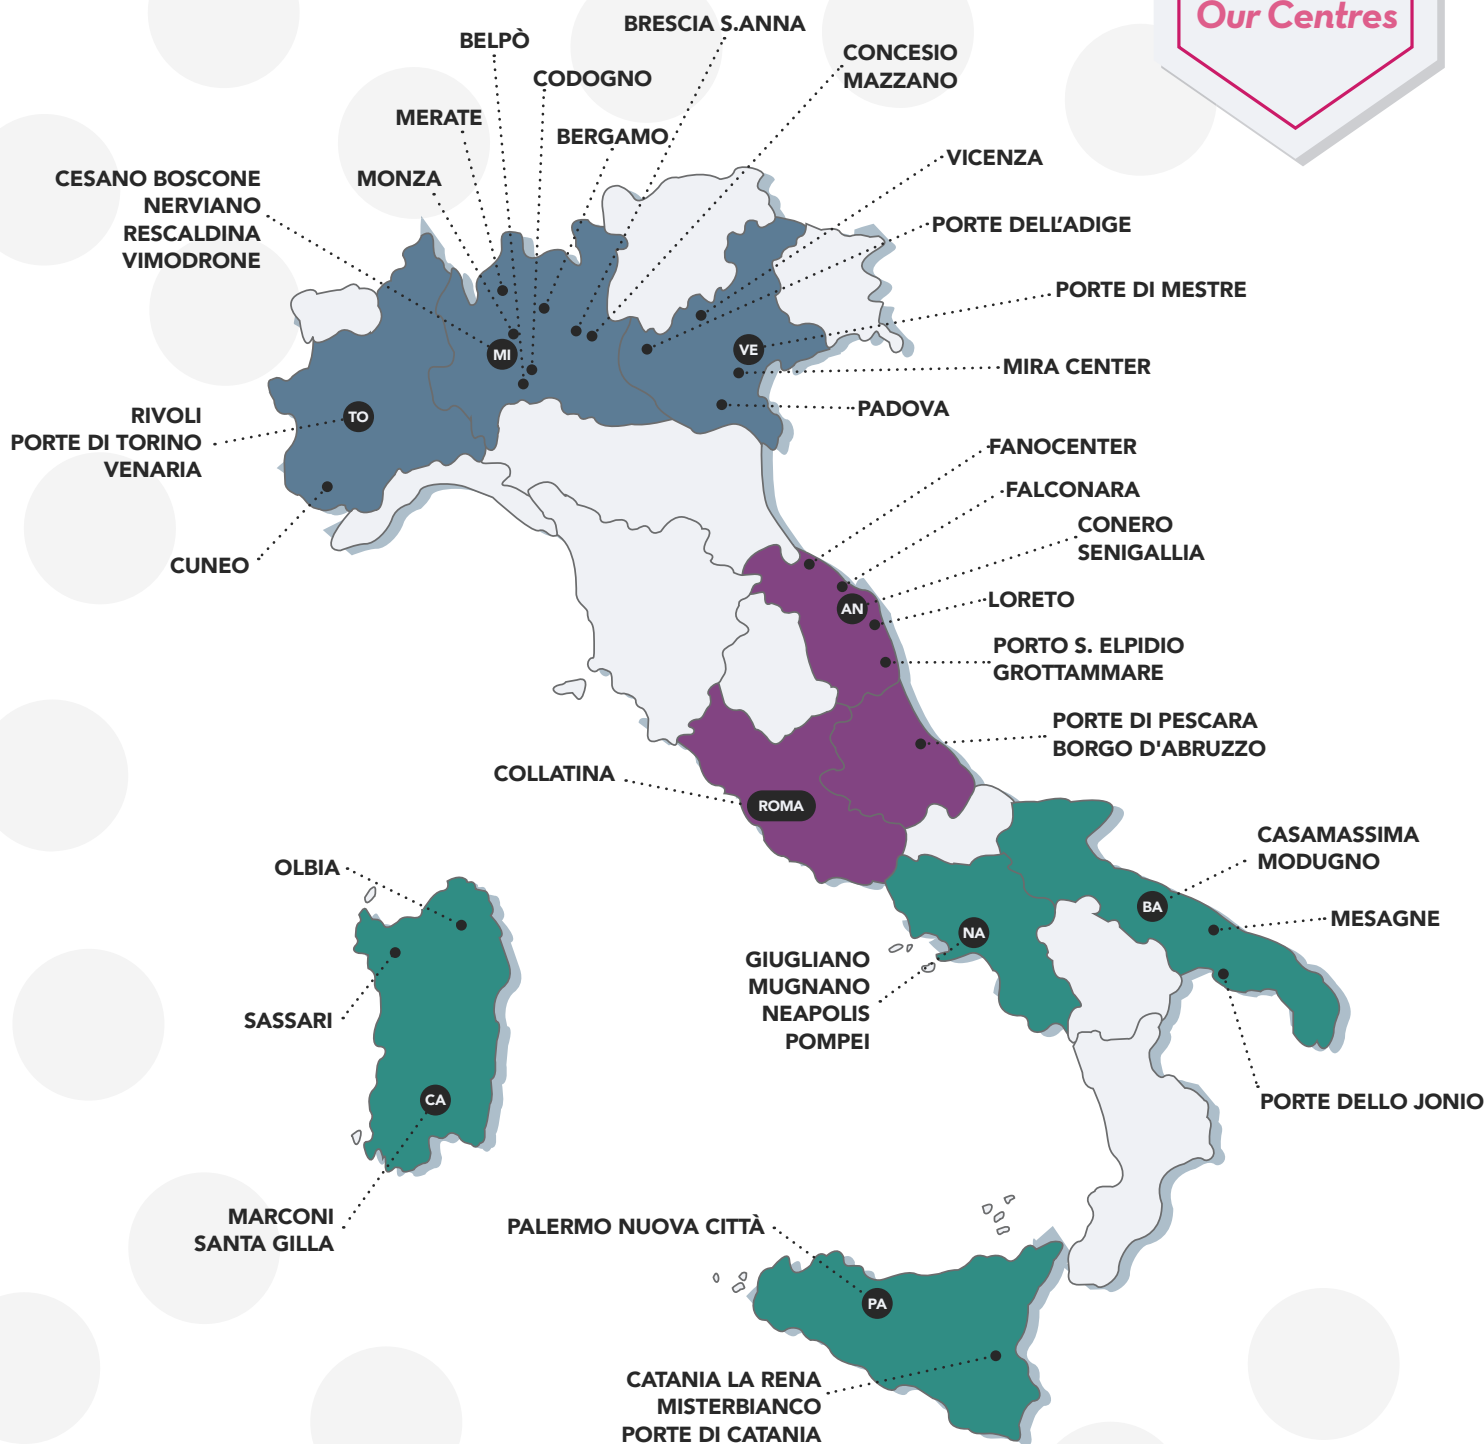 Our Centres
BRESCIA S.ANNA
BELPÒ
CONCESIO
MAZZANO
CODOGNO
MERATE
BERGAMO
VICENZA
CESANO BOSCONE
NERVIANO
RESCALDINA
VIMODRONE
MONZA
PORTE DELL'ADIGE
PORTE DI MESTRE
MI
VE
MIRA CENTER
PADOVA
RIVOLI
PORTE DI TORINO
VENARIA
TO
FANOCENTER
FALCONARA
CONERO
SENIGALLIA
CUNEO
AN
LORETO
PORTO S. ELPIDIO
GROTTAMMARE
PORTE DI PESCARA
BORGO D'ABRUZZO
COLLATINA
ROMA
CASAMASSIMA
MODUGNO
OLBIA
BA
MESAGNE
NA
GIUGLIANO
MUGNANO
NEAPOLIS
POMPEI
SASSARI
CA
PORTE DELLO JONIO
MARCONI
SANTA GILLA
PALERMO NUOVA CITTÀ
PA
CATANIA LA RENA
MISTERBIANCO
PORTE DI CATANIA